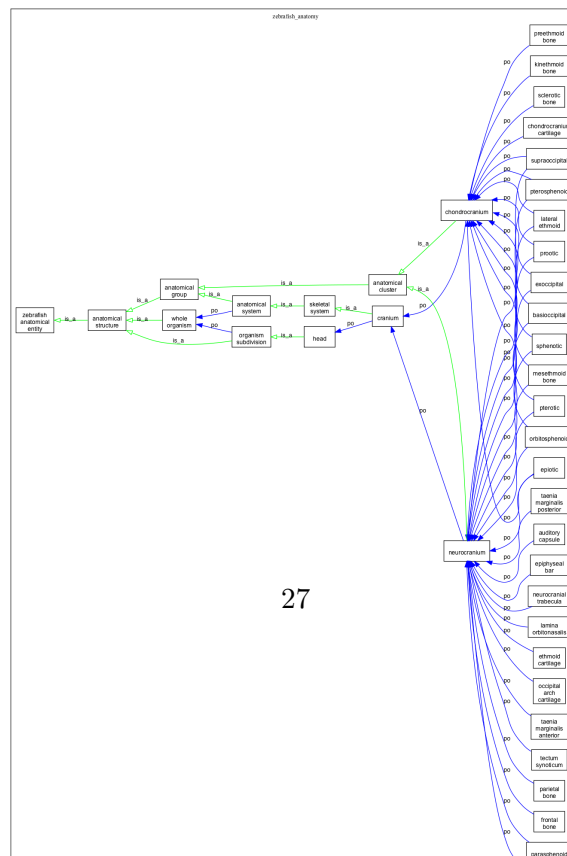 zebrafish_anatomy
preethmoid
bone
kinethmoid
bone
sclerotic
bone
chondrocranium
cartilage
supraoccipital
pterosphenoid
lateral
ethmoid
prootic
exoccipital
basioccipital
sphenotic
mesethmoid
bone
pterotic
orbitosphenoid
epiotic
taenia
marginalis
posterior
auditory
capsule
epiphyseal
bar
neurocranial
trabecula
lamina
orbitonasalis
ethmoid
cartilage
occipital
arch
cartilage
taenia
marginalis
anterior
tectum
synoticum
parietal
bone
frontal
bone
parasphenoid
chondrocranium
neurocranium
anatomical
cluster
cranium
anatomical
group
anatomical
system
skeletal
system
whole
organism
organism
subdivision
head
anatomical
structure
zebrafish
anatomical
entity
is_a
is_a
is_a
is_a
is_a
is_a
is_a
is_a
is_a
is_a
is_a
po
po
po
po
po
po
27